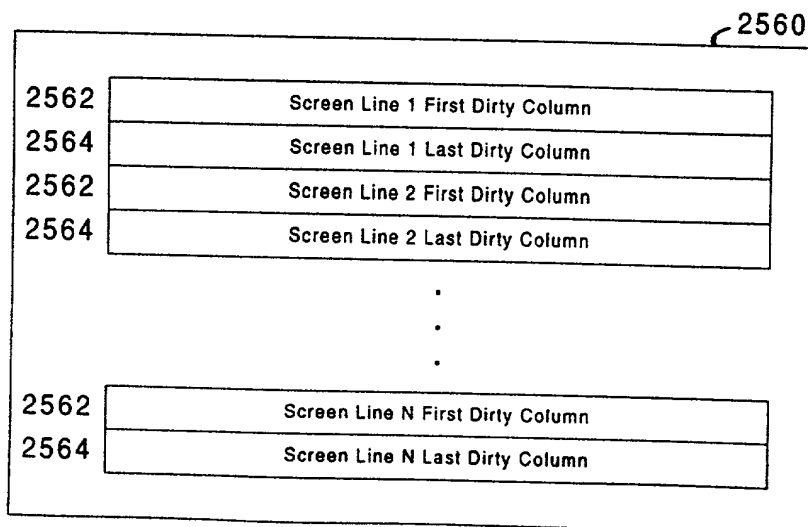 2560
2562 Screen Line 1 First Dirty Column
2564 Screen Line 1 Last Dirty Column
2562 Screen Line 2 First Dirty Column
2564 Screen Line 2 Last Dirty Column
2562 Screen Line N First Dirty Column
2564 Screen Line N Last Dirty Column